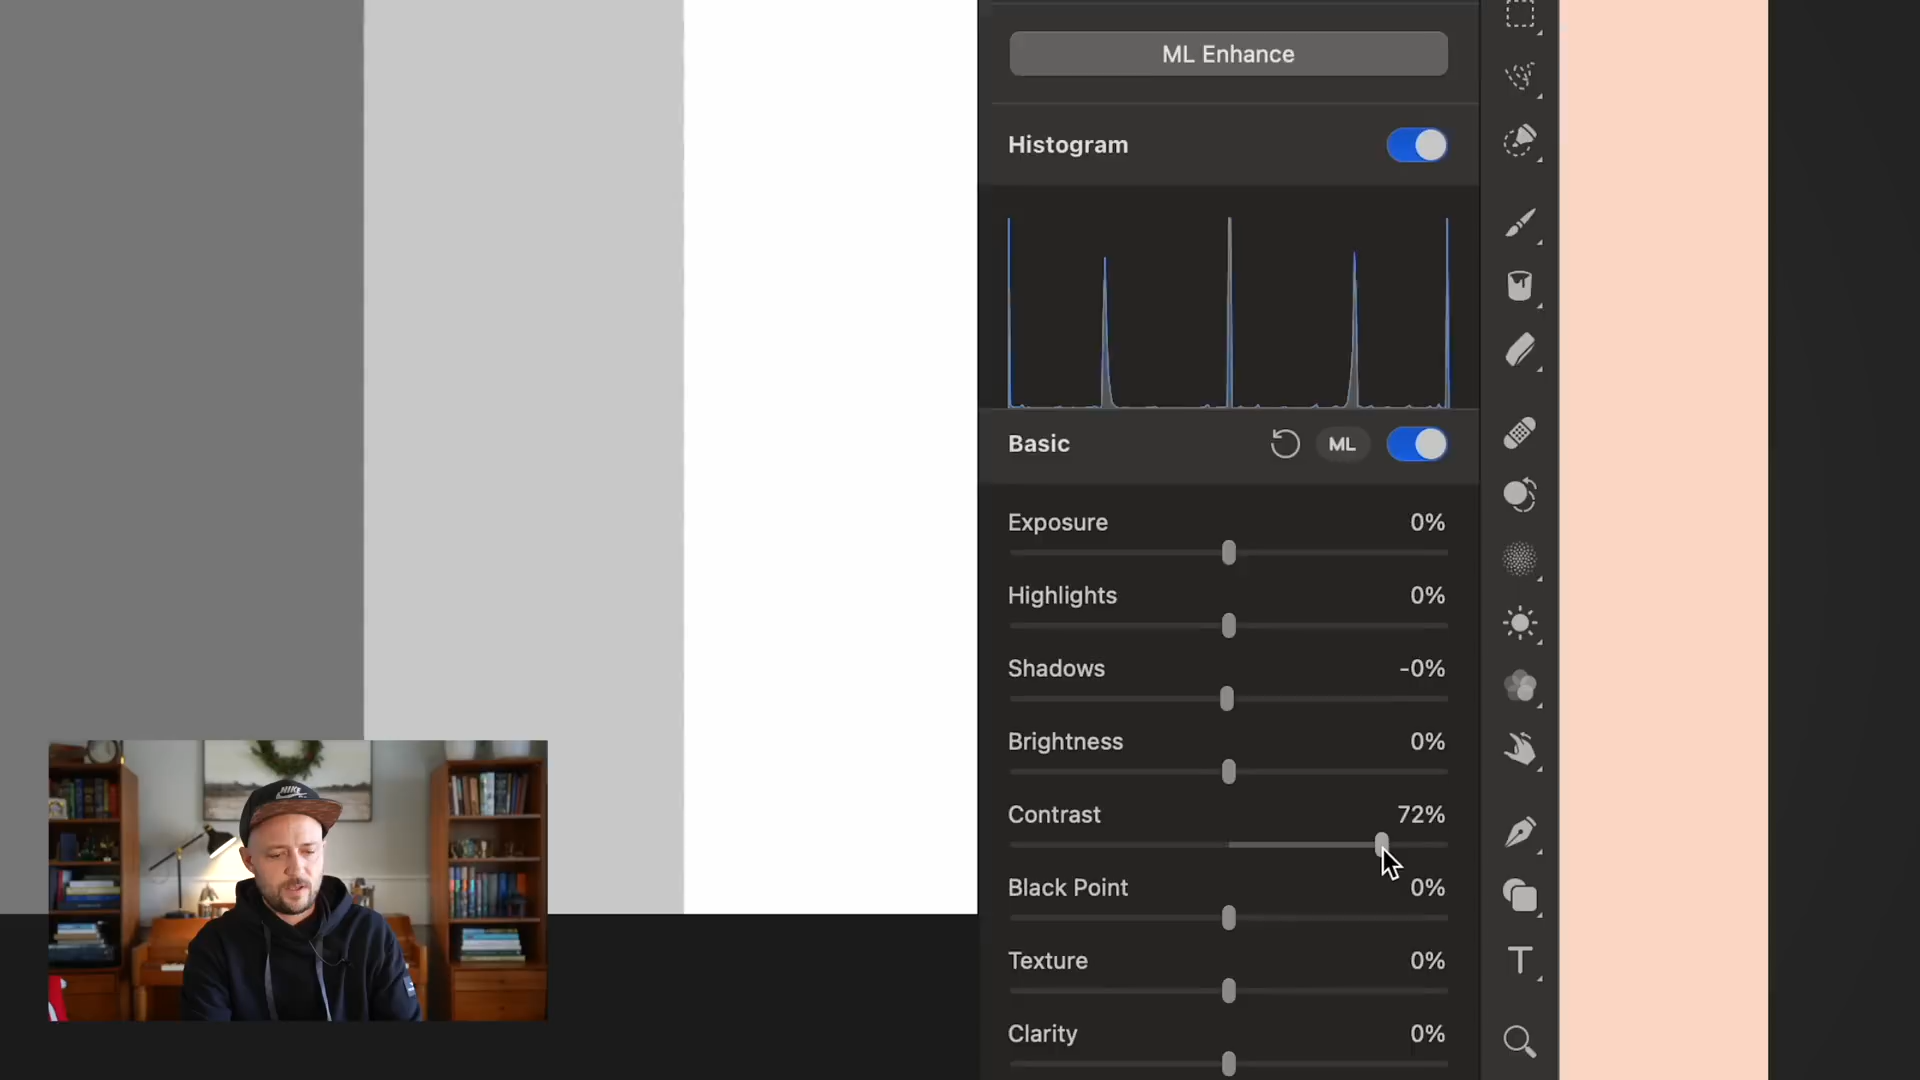 ML Enhance
Histogram
Basic
ML
Exposure 0%
Highlights 0%
Shadows -0%
Brightness 0%
Contrast 72%
Black Point 0%
Texture 0%
Clarity 0%
T
NIKE